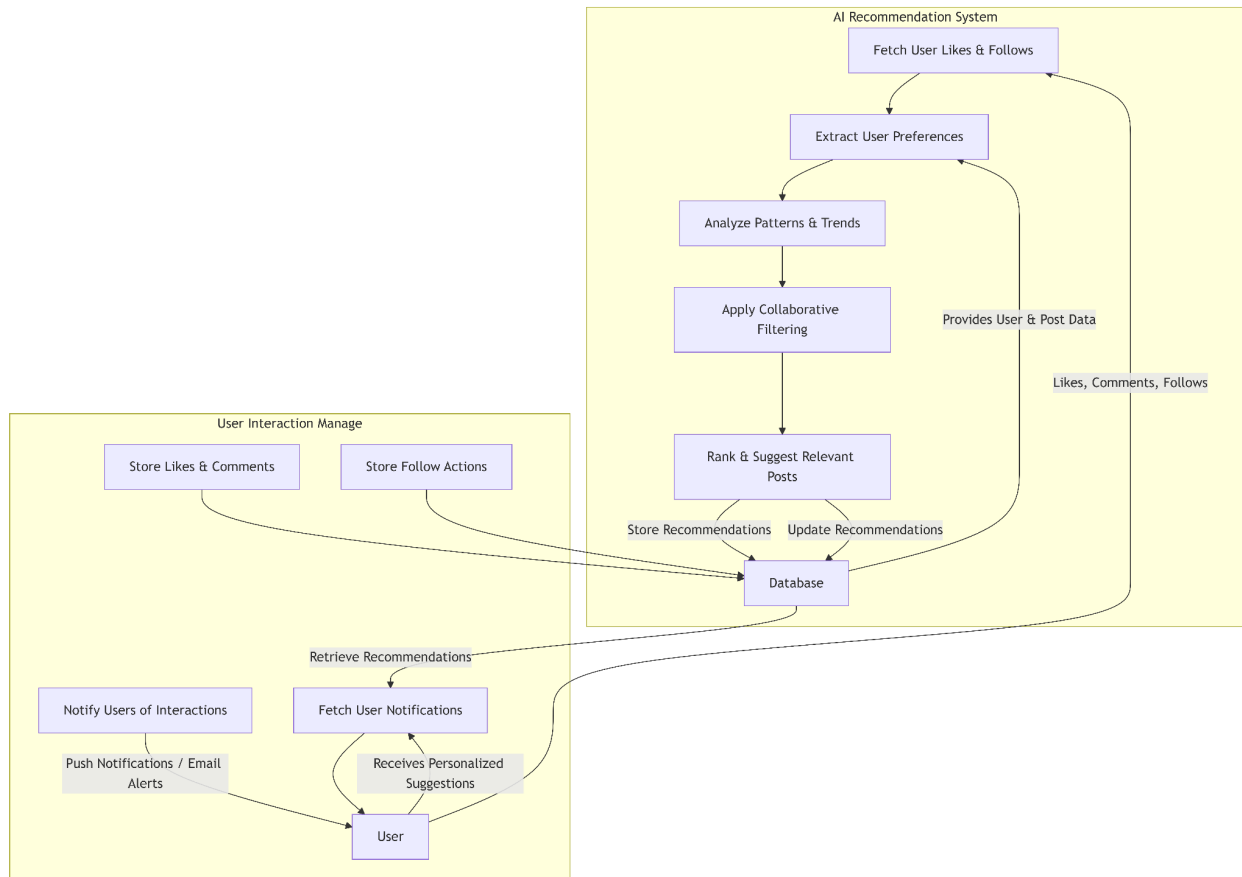 AI Recommendation System
Fetch User Likes & Follows
Extract User Preferences
Analyze Patterns & Trends
Apply Collaborative
Filtering
Provides User & Post Data
Likes, Comments, Follows
User Interaction Manage
Store Likes & Comments
Store Follow Actions
Rank & Suggest Relevant
Posts
Store Recommendations
Update Recommendations
Database
Retrieve Recommendations
Notify Users of Interactions
Fetch User Notifications
Push Notifications / Email
Alerts
Receives Personalized
Suggestions
User